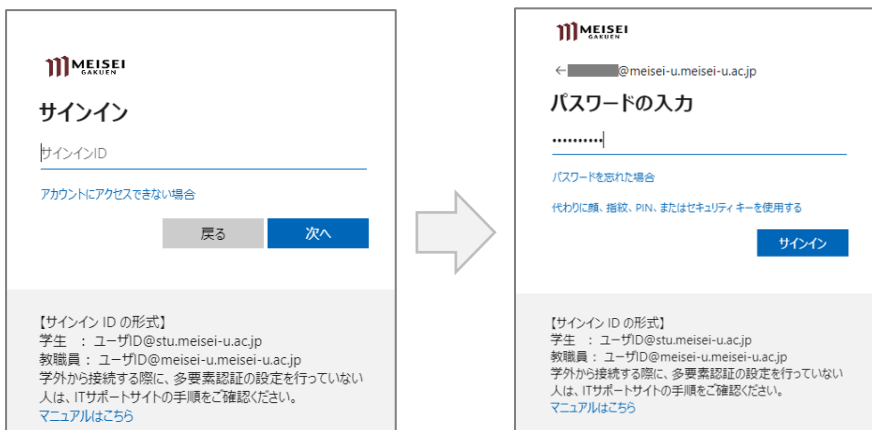 MEISEI
GAKUEN
サインイン
サインインID
アカウントにアクセスできない場合
戻る
次へ
【サインイン ID の形式】
学生 ： ユーザID@stu.meisei-u.ac.jp
教職員： ユーザID@meisei-u.meisei-u.ac.jp
学外から接続する際に、多要素認証の設定を行っていない
人は、ITサポートサイトの手順をご確認ください。
マニュアルはこちら
MEISEI
GAKUEN
@meisei-u.meisei-u.ac.jp
パスワードの入力
パスワードを忘れた場合
代わりに顔、指紋、PIN、またはセキュリティ キーを使用する
サインイン
【サインイン ID の形式】
学生 ： ユーザID@stu.meisei-u.ac.jp
教職員： ユーザID@meisei-u.meisei-u.ac.jp
学外から接続する際に、多要素認証の設定を行っていない
人は、ITサポートサイトの手順をご確認ください。
マニュアルはこちら